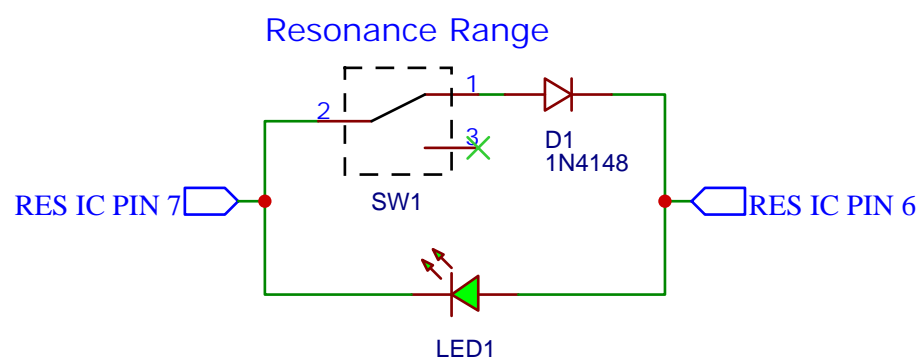 Resonance Range
1
2
3
D1
1N4148
SW1
RES IC PIN 7
RES IC PIN 6
LED1